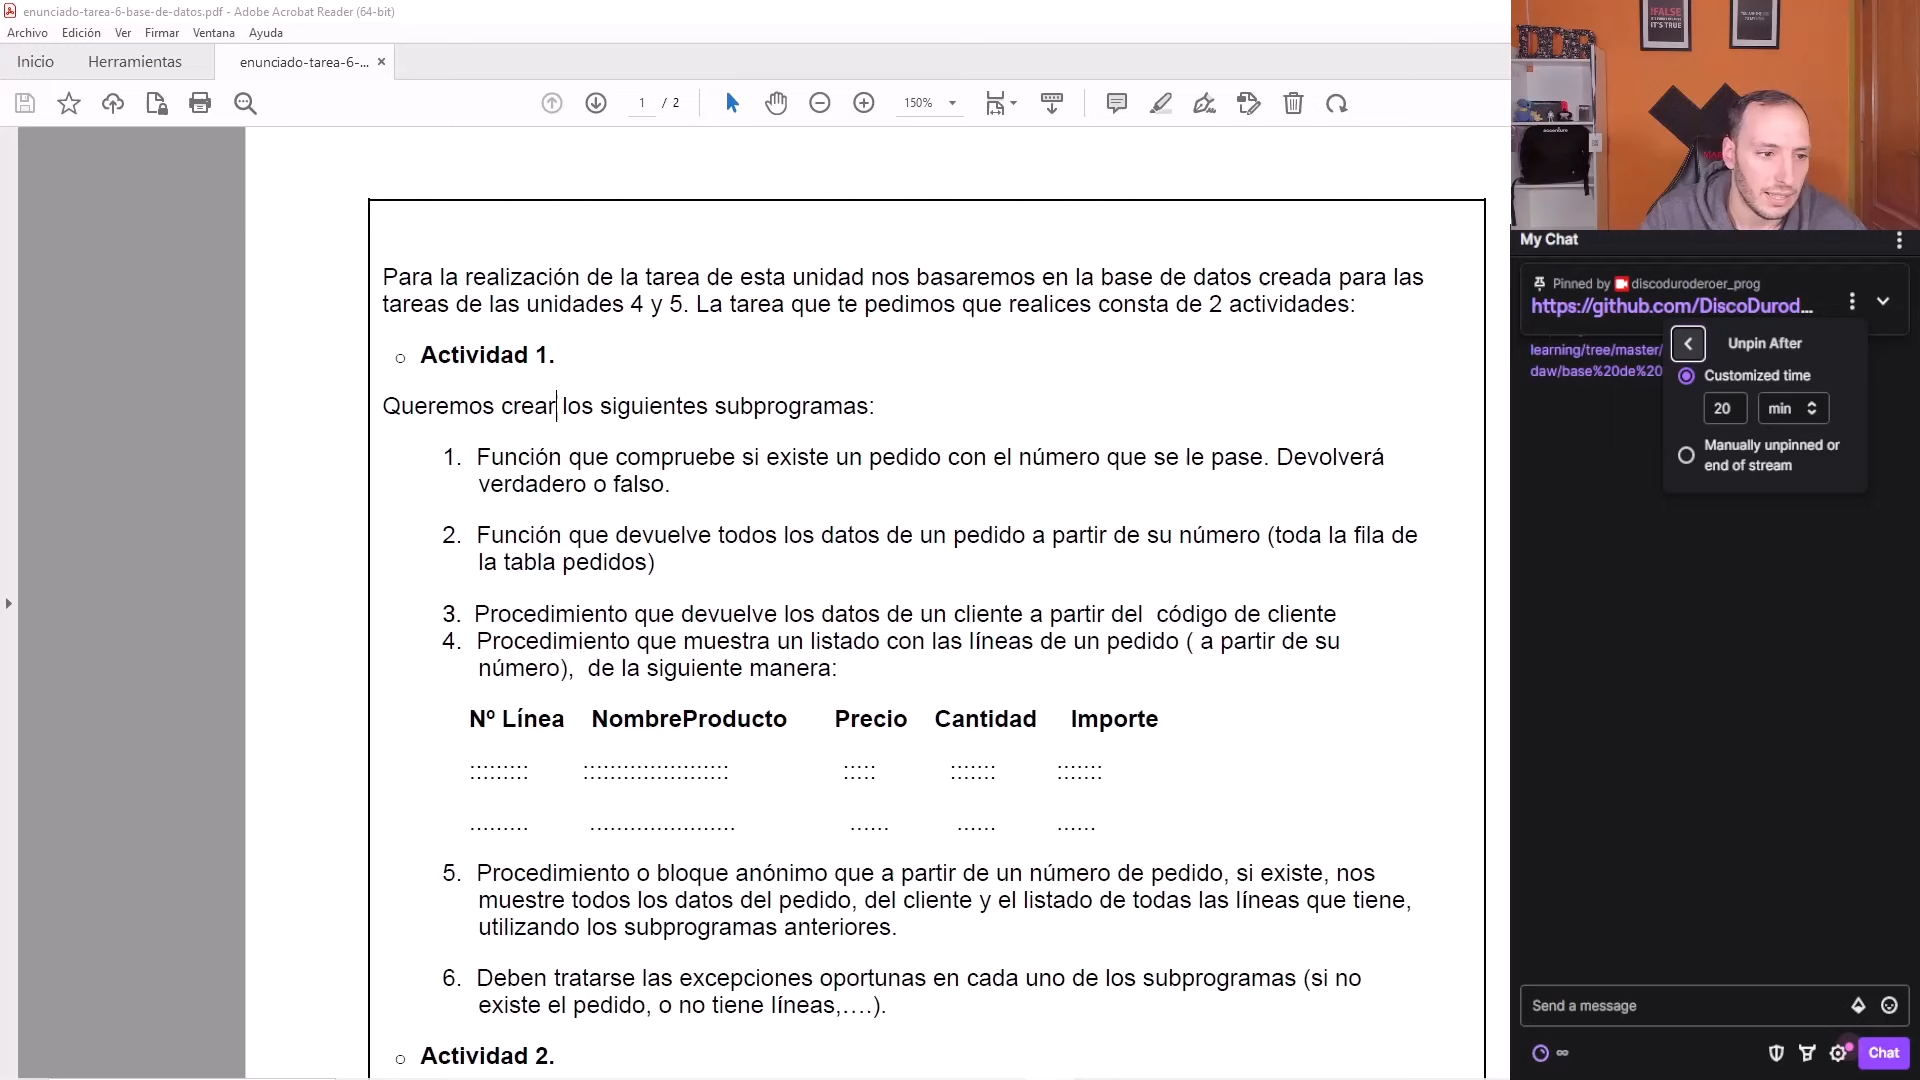 enunciado-tarea-6-base-de-datos.pdf - Adobe Acrobat Reader (64-bit)
Archivo Edición Ver Firmar Ventana Ayuda
Inicio Herramientas enunciado-tarea-6-... ×
1 / 2 150%
Para la realización de la tarea de esta unidad nos basaremos en la base de datos creada para las
tareas de las unidades 4 y 5. La tarea que te pedimos que realices consta de 2 actividades:
o Actividad 1.
Queremos crear los siguientes subprogramas:
1. Función que compruebe si existe un pedido con el número que se le pase. Devolverá
verdadero o falso.
2. Función que devuelve todos los datos de un pedido a partir de su número (toda la fila de
la tabla pedidos)
3. Procedimiento que devuelve los datos de un cliente a partir del código de cliente
4. Procedimiento que muestra un listado con las líneas de un pedido ( a partir de su
número), de la siguiente manera:
Nº Línea NombreProducto Precio Cantidad Importe
::::::::: :::::::::::::::::::::: ::::: ::::::: :::::::
......... ...................... ...... ...... ......
5. Procedimiento o bloque anónimo que a partir de un número de pedido, si existe, nos
muestre todos los datos del pedido, del cliente y el listado de todas las líneas que tiene,
utilizando los subprogramas anteriores.
6. Deben tratarse las excepciones oportunas en cada uno de los subprogramas (si no
existe el pedido, o no tiene líneas,....).
o Actividad 2.
!FALSE
IT'S TRUE
accenture
My Chat
Pinned by discoduroderoer_prog
https://github.com/DiscoDurod...
learning/tree/master/
daw/base%20de%20
Unpin After
Customized time
20 min
Manually unpinned or
end of stream
Send a message
Chat